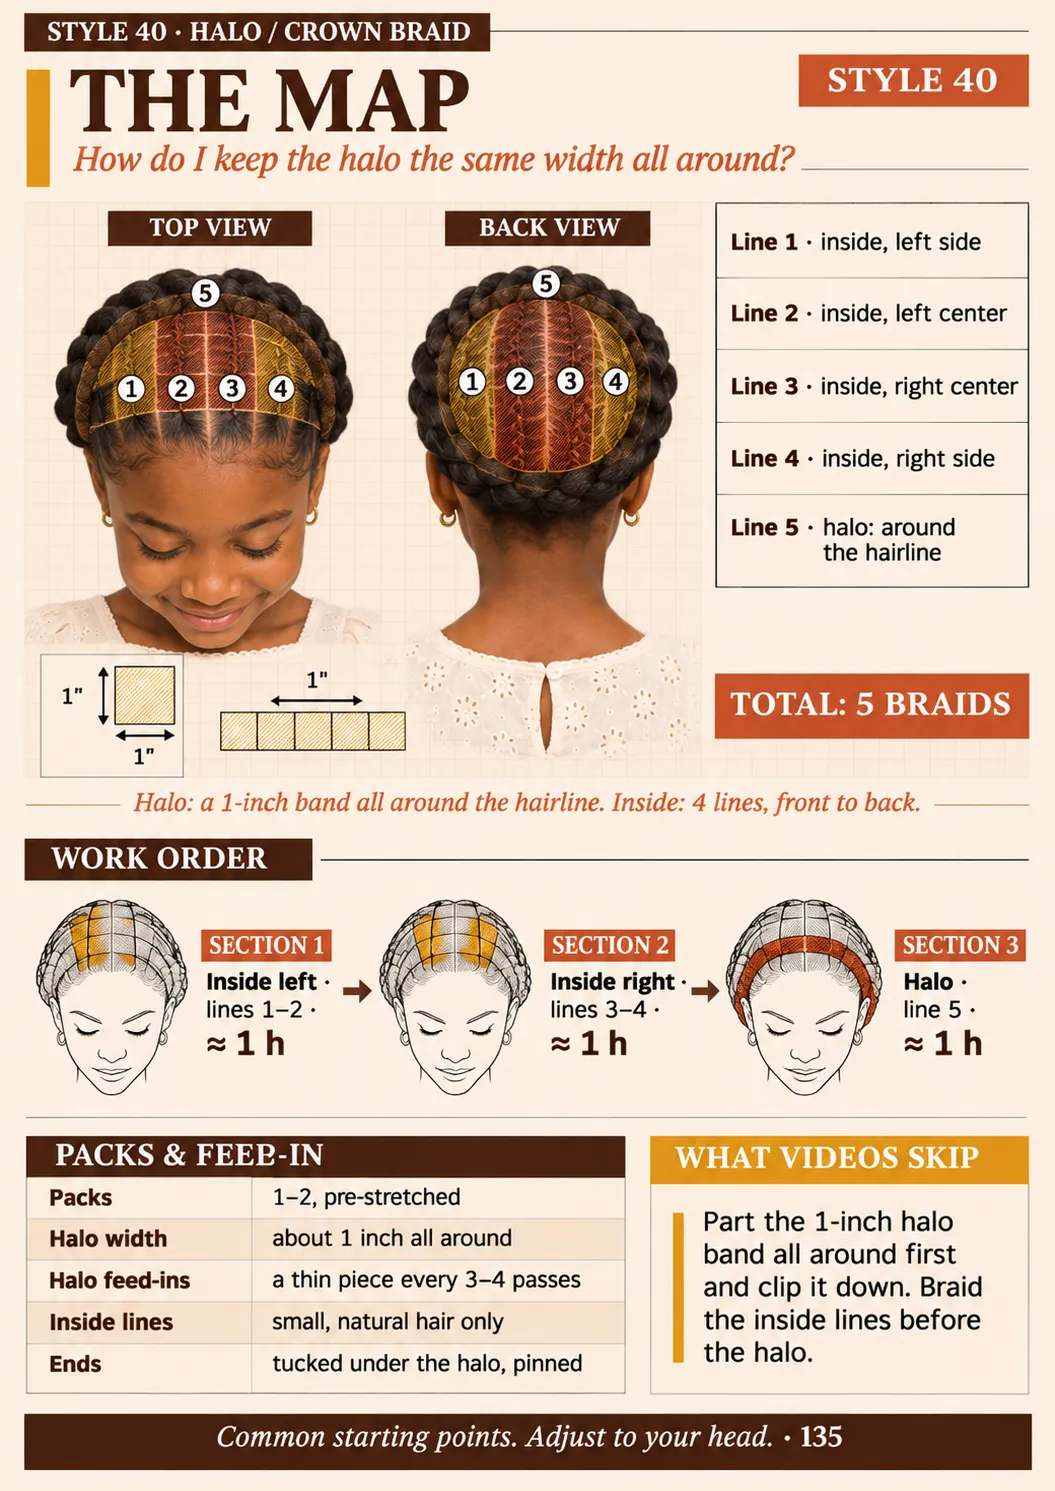 STYLE 40 · HALO / CROWN BRAID
THE MAP
STYLE 40
How do I keep the halo the same width all around?
TOP VIEW
BACK VIEW
5
1 2 3 4
5
1 2 3 4
Line 1 · inside, left side
Line 2 · inside, left center
Line 3 · inside, right center
Line 4 · inside, right side
Line 5 · halo: around
the hairline
1"
1"
1"
TOTAL: 5 BRAIDS
Halo: a 1-inch band all around the hairline. Inside: 4 lines, front to back.
WORK ORDER
SECTION 1
Inside left ·
lines 1–2 ·
≈ 1 h
SECTION 2
Inside right ·
lines 3–4 ·
≈ 1 h
SECTION 3
Halo ·
line 5 ·
≈ 1 h
PACKS & FEEB-IN
Packs 1–2, pre-stretched
Halo width about 1 inch all around
Halo feed-ins a thin piece every 3–4 passes
Inside lines small, natural hair only
Ends tucked under the halo, pinned
WHAT VIDEOS SKIP
Part the 1-inch halo
band all around first
and clip it down. Braid
the inside lines before
the halo.
Common starting points. Adjust to your head. · 135